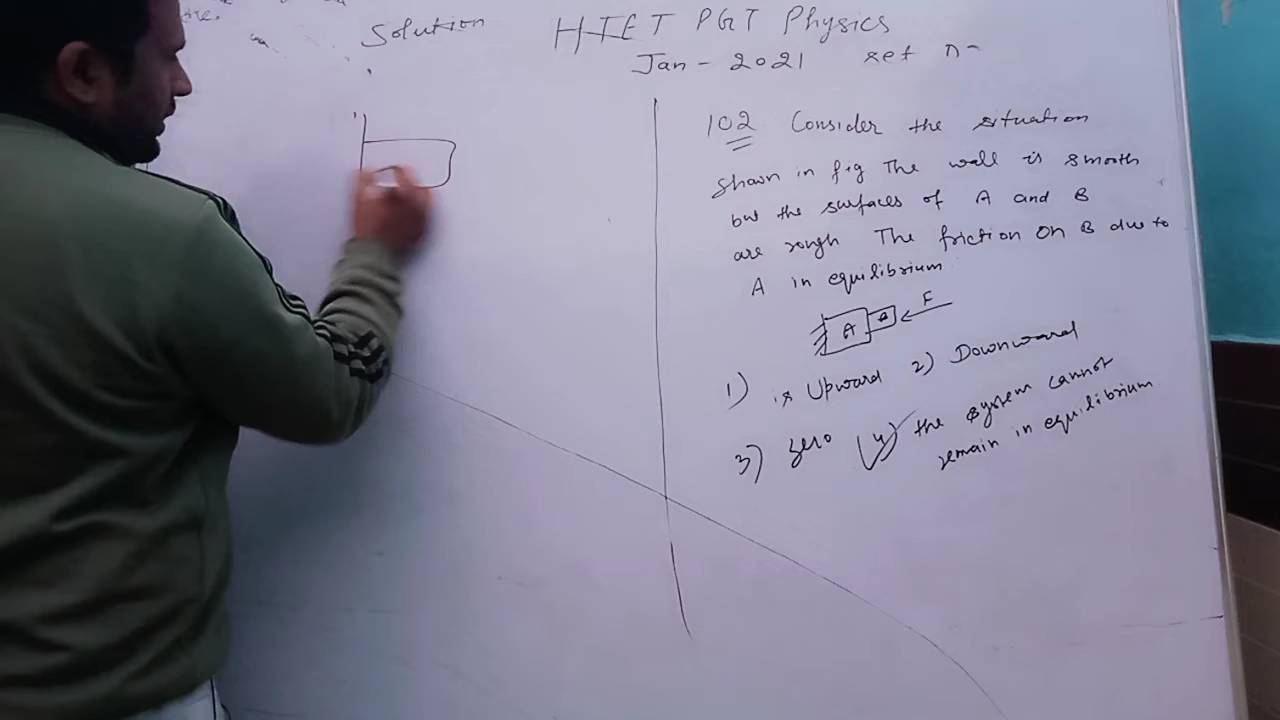 Solution HTET PGT Physics
Jan - 2021 set
102 Consider the situation
shown in fig The wall is smooth
but the surfaces of A and B
are rough The friction on B due to
A in equilibrium
A B F
1) is Upward 2) Downward
3) zero (4) the system cannot
remain in equilibrium